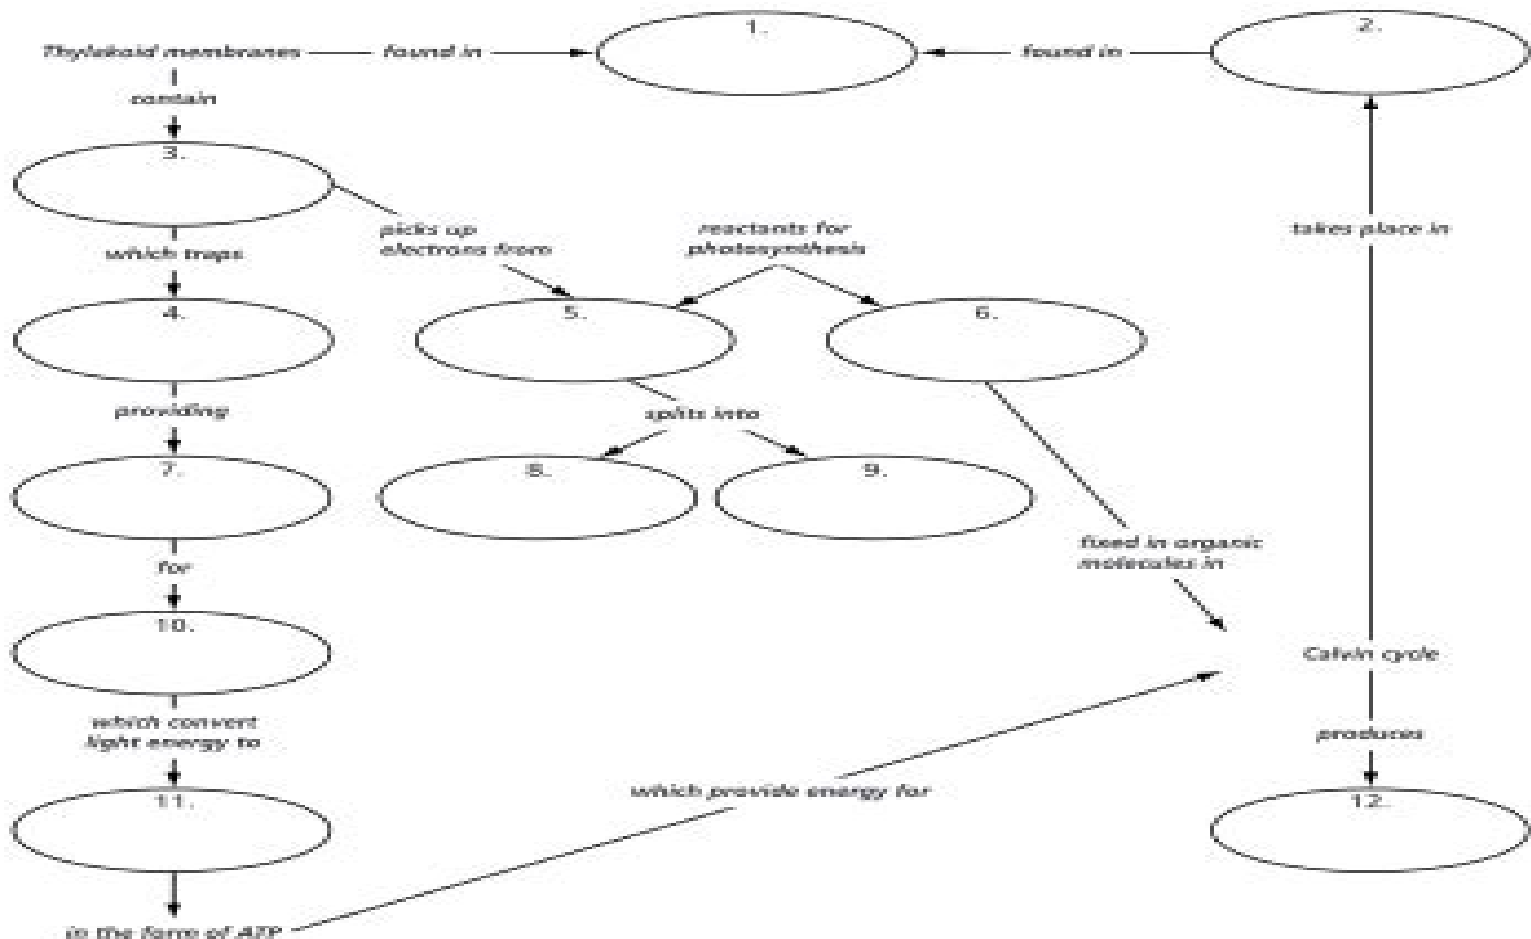 Thylakoid membranes found in 1. found in 2.
contain
3.
picks up
electrons from
reactants for
photosynthesis
takes place in
which traps
4. 5. 6.
providing splits into
7. 8. 9.
fixed in organic
molecules in
for
10.
Calvin cycle
which convert
light energy to
produces
which provide energy for
11. 12.
in the form of ATP